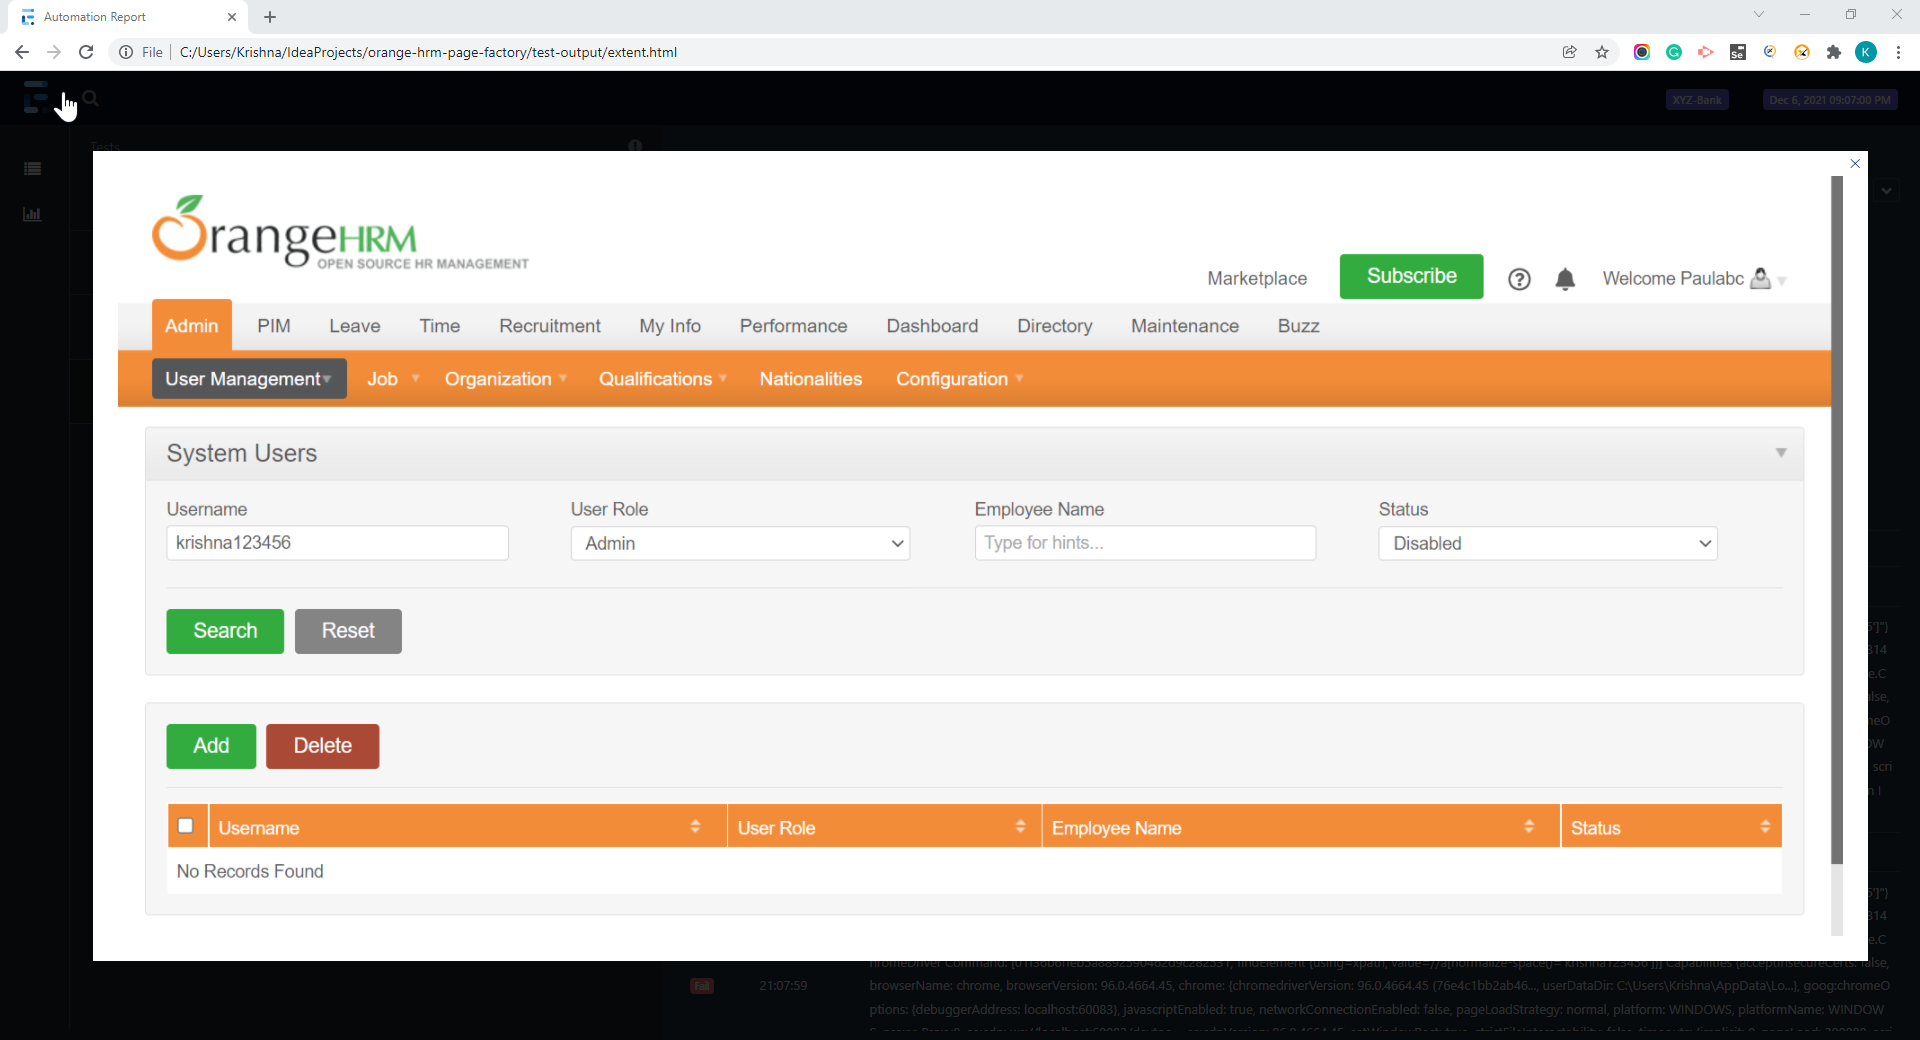 Automation Report
File
C:/Users/Krishna/IdeaProjects/orange-hrm-page-factory/test-output/extent.html
Se
K
XYZ-Bank
Dec 6, 2021 09:07:00 PM
Tests
OrangeHRM
OPEN SOURCE HR MANAGEMENT
Marketplace
Subscribe
Welcome Paulabc
Admin
PIM
Leave
Time
Recruitment
My Info
Performance
Dashboard
Directory
Maintenance
Buzz
User Management
Job
Organization
Qualifications
Nationalities
Configuration
System Users
Username
User Role
Employee Name
Status
krishna123456
Admin
Type for hints...
Disabled
Search
Reset
Add
Delete
Username
User Role
Employee Name
Status
No Records Found
Fail
21:07:59
browserName: chrome, browserVersion: 96.0.4664.45, chrome: {chromedriverVersion: 96.0.4664.45 (76e4c1bb2ab46..., userDataDir: C:\Users\Krishna\AppData\Lo...}, goog:chromeO
ptions: {debuggerAddress: localhost:60083}, javascriptEnabled: true, networkConnectionEnabled: false, pageLoadStrategy: normal, platform: WINDOWS, platformName: WINDOW